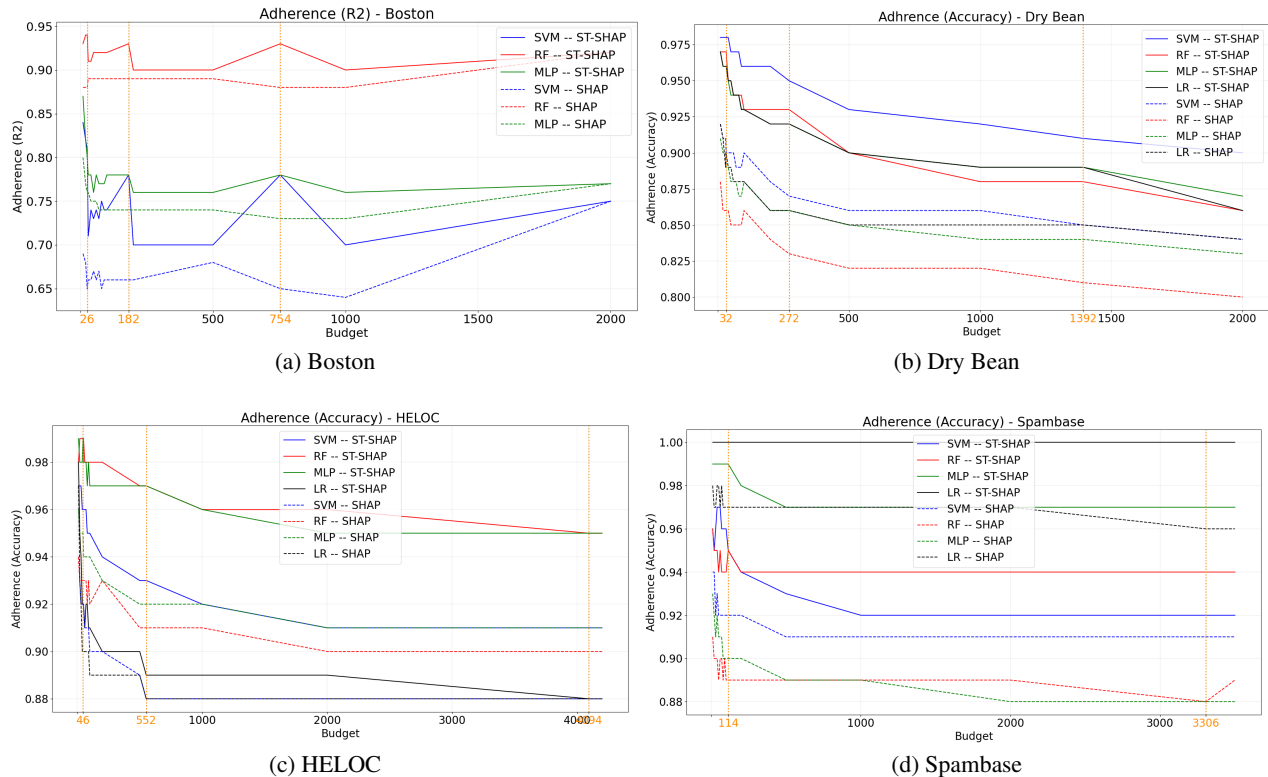 Adherence (R2) - Boston
Adherence (R2)
0.95
0.90
0.85
0.80
0.75
0.70
0.65
SVM -- ST-SHAP
RF -- ST-SHAP
MLP -- ST-SHAP
SVM -- SHAP
RF -- SHAP
MLP -- SHAP
26 182 500 754 1000 1500 2000
Budget
(a) Boston
Adhrence (Accuracy) - Dry Bean
Adhrence (Accuracy)
0.975
0.950
0.925
0.900
0.875
0.850
0.825
0.800
SVM -- ST-SHAP
RF -- ST-SHAP
MLP -- ST-SHAP
LR -- ST-SHAP
SVM -- SHAP
RF -- SHAP
MLP -- SHAP
LR -- SHAP
32 272 500 1000 1392 1500 2000
Budget
(b) Dry Bean
Adherence (Accuracy) - HELOC
Adherence (Accuracy)
0.98
0.96
0.94
0.92
0.90
0.88
SVM -- ST-SHAP
RF -- ST-SHAP
MLP -- ST-SHAP
LR -- ST-SHAP
SVM -- SHAP
RF -- SHAP
MLP -- SHAP
LR -- SHAP
46 552 1000 2000 3000 4000
Budget
(c) HELOC
Adherence (Accuracy) - Spambase
Adherence (Accuracy)
1.00
0.98
0.96
0.94
0.92
0.90
0.88
SVM -- ST-SHAP
RF -- ST-SHAP
MLP -- ST-SHAP
LR -- ST-SHAP
SVM -- SHAP
RF -- SHAP
MLP -- SHAP
LR -- SHAP
114 1000 2000 3000 3306
Budget
(d) Spambase